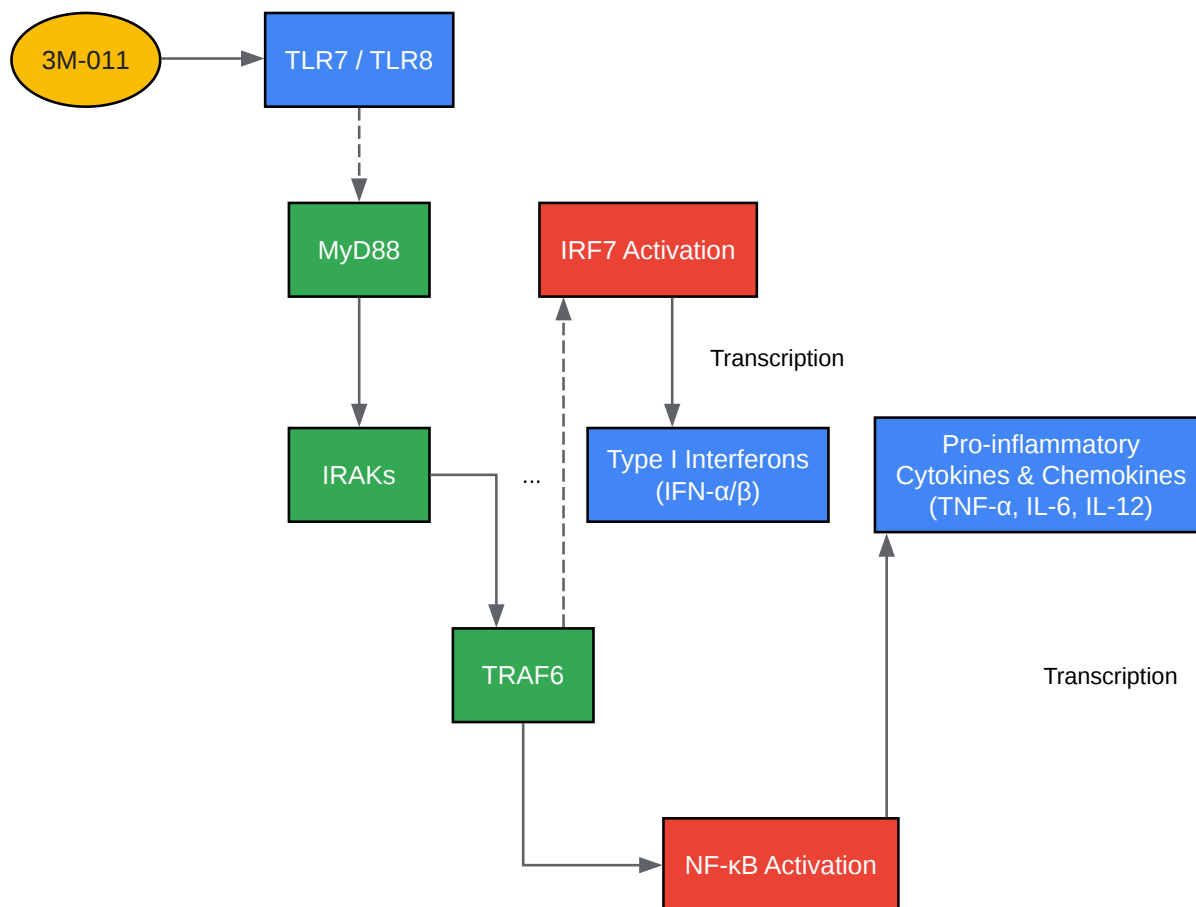 3M-011
TLR7 / TLR8
MyD88
IRF7 Activation
Transcription
IRAKs
...
Type I Interferons
(IFN-α/β)
Pro-inflammatory
Cytokines & Chemokines
(TNF-α, IL-6, IL-12)
TRAF6
Transcription
NF-κB Activation